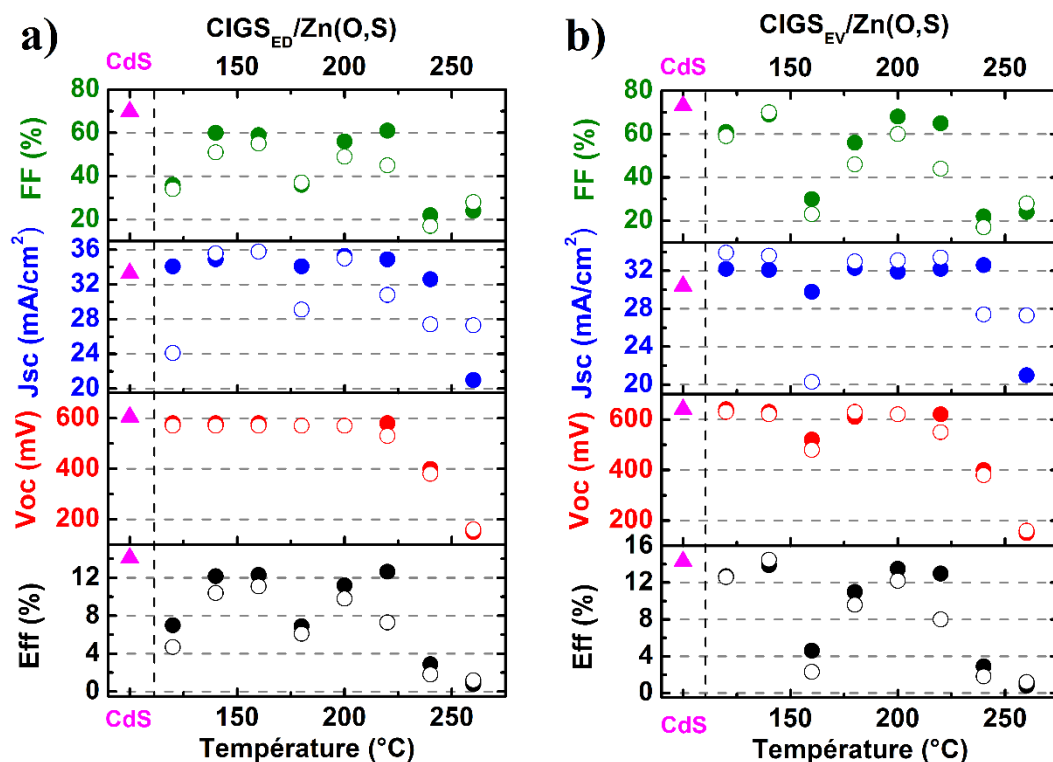 a)
CIGSED/Zn(O,S)
CdS 150 200 250
80
60
40
20
FF (%)
36
32
28
24
20
Jsc (mA/cm²)
600
400
200
Voc (mV)
12
8
4
0
Eff (%)
CdS 150 200 250
Température (°C)
b)
CIGSEV/Zn(O,S)
CdS 150 200 250
80
60
40
20
FF (%)
32
28
24
20
Jsc (mA/cm²)
600
400
200
Voc (mV)
16
12
8
4
0
Eff (%)
CdS 150 200 250
Température (°C)